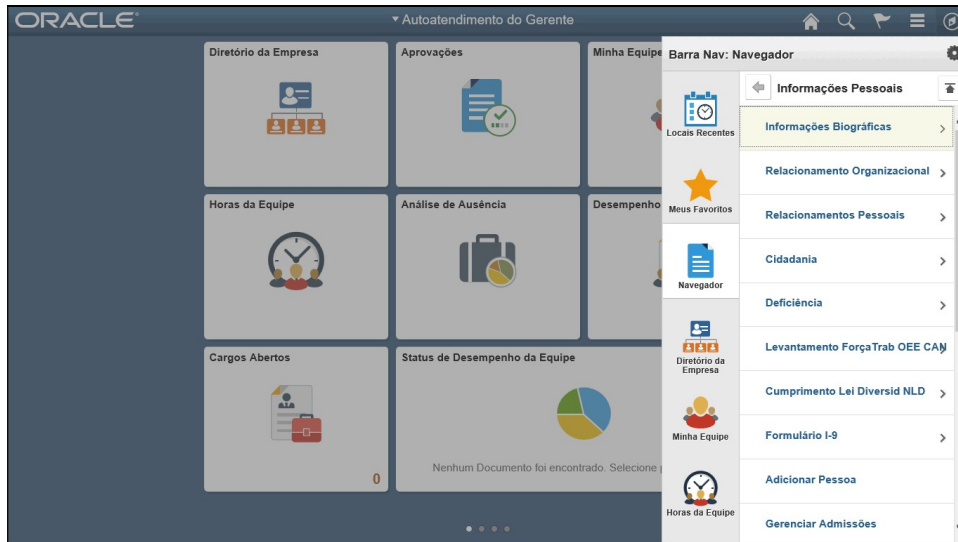 ORACLE
Autoatendimento do Gerente
Diretório da Empresa
Aprovações
Minha Equipe
Horas da Equipe
Análise de Ausência
Desempenho
Cargos Abertos
0
Status de Desempenho da Equipe
Nenhum Documento foi encontrado. Selecione
Barra Nav: Navegador
Locais Recentes
Meus Favoritos
Navegador
Diretório da
Empresa
Minha Equipe
Horas da Equipe
Informações Pessoais
Informações Biográficas
Relacionamento Organizacional
Relacionamentos Pessoais
Cidadania
Deficiência
Levantamento ForçaTrab OEE CAN
Cumprimento Lei Diversid NLD
Formulário I-9
Adicionar Pessoa
Gerenciar Admissões